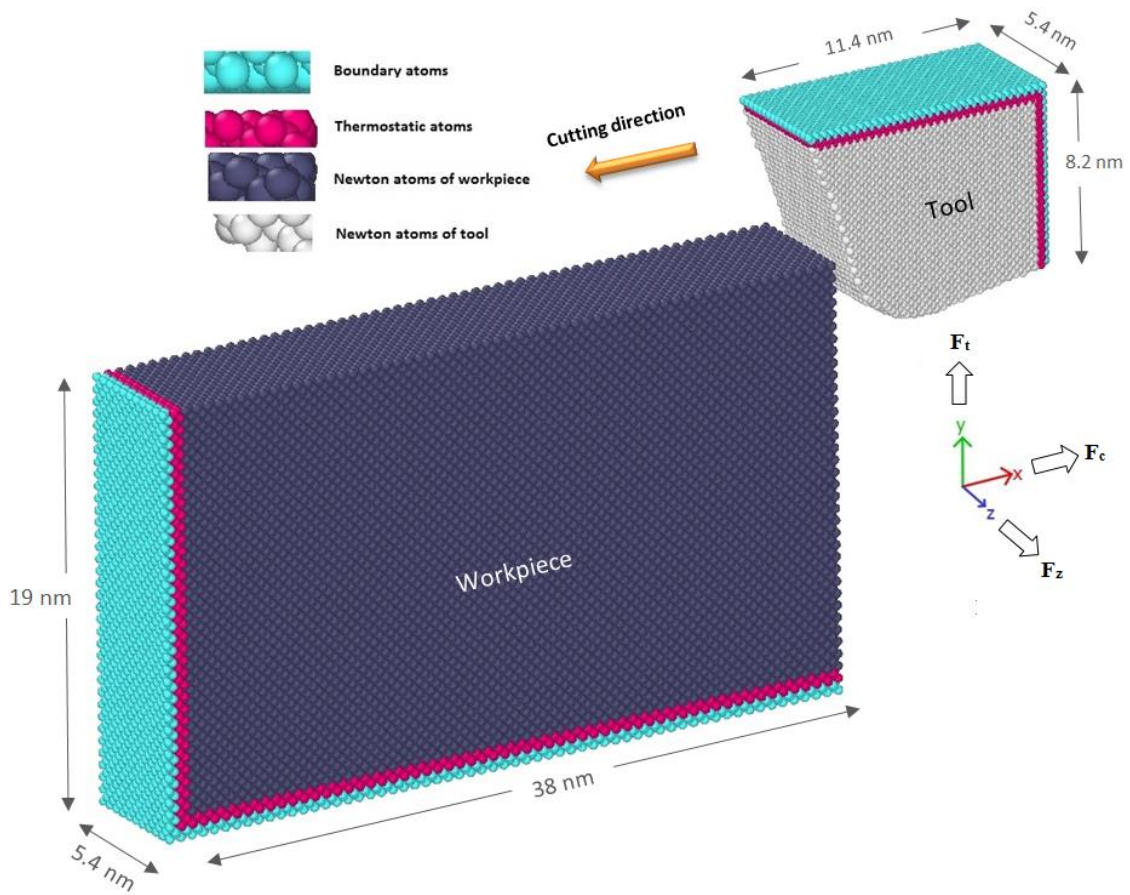 11.4 nm
5.4 nm
Boundary atoms
Thermostatic atoms
Cutting direction
8.2 nm
Newton atoms of workpiece
Tool
Newton atoms of tool
Ft
y
Fc
x
z
Fz
Workpiece
19 nm
38 nm
5.4 nm